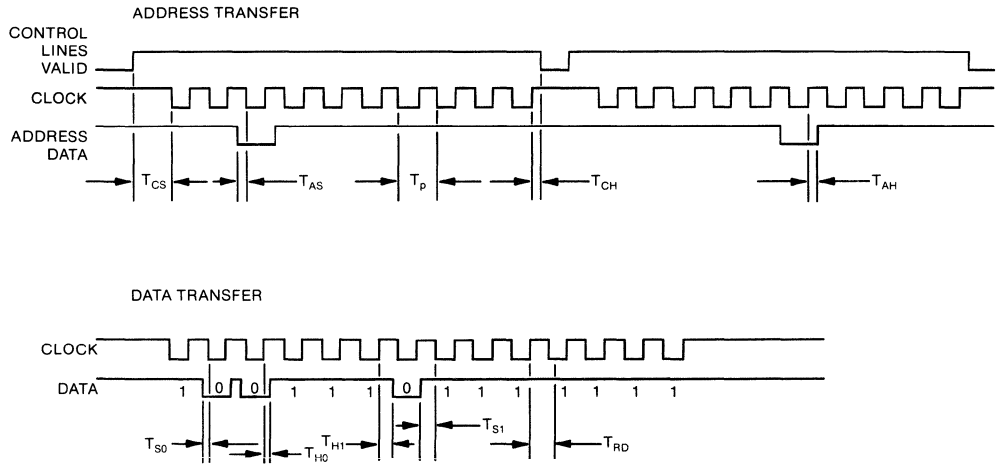 ADDRESS TRANSFER
CONTROL
LINES
VALID
CLOCK
ADDRESS
DATA
TCS
TAS
Tp
TCH
TAH
DATA TRANSFER
CLOCK
DATA
1 0 0 1 1 1 0 1 1 1 1 1 1 1
TS0
TH0
TH1
TS1
TRD